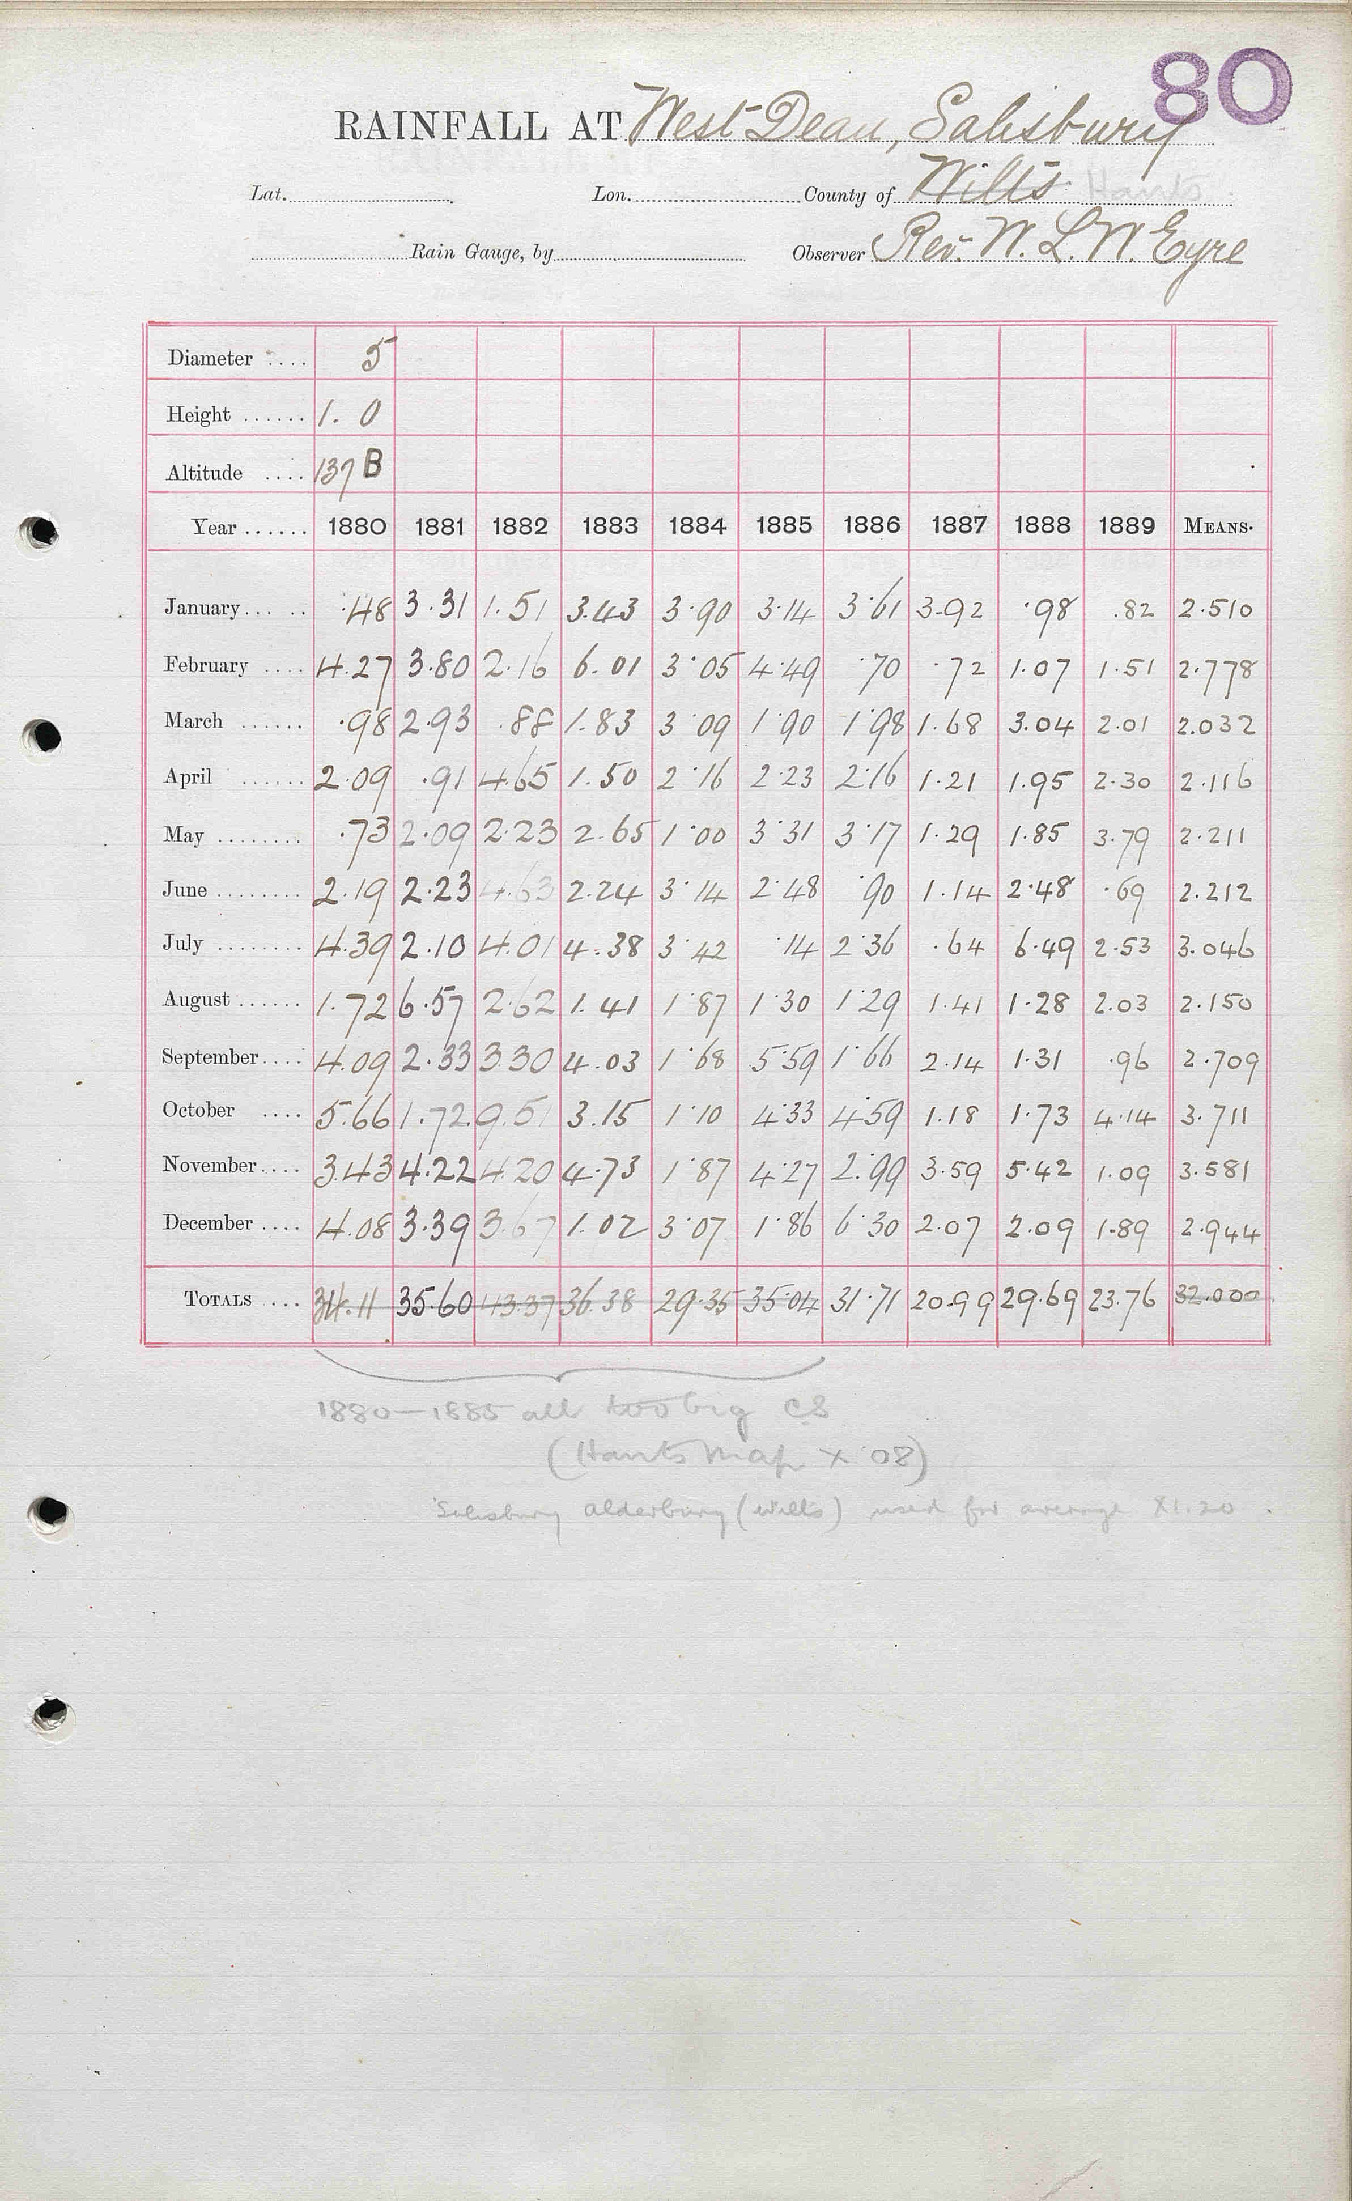 80
RAINFALL AT West Dean, Salisbury
Lat. Lon. County of Wilts Hants
Rain Gauge, by Observer Rev. W. L. W. Eyre
Diameter .... 5
Height ...... 1. 0
Altitude .... 137 B
Year ...... 1880 1881 1882 1883 1884 1885 1886 1887 1888 1889 MEANS.
January ... .48 3.31 1.51 3.43 3.90 3.14 3.61 3.92 .98 .82 2.510
February .... 4.27 3.80 2.16 6.01 3.05 4.49 .70 .72 1.07 1.51 2.778
March ...... .98 2.93 .88 1.83 3.09 1.90 1.98 1.68 3.04 2.01 2.032
April ...... 2.09 .91 4.65 1.50 2.16 2.23 2.16 1.21 1.95 2.30 2.116
May ........ .73 2.09 2.23 2.65 1.00 3.31 3.17 1.29 1.85 3.79 2.211
June ........ 2.19 2.23 4.63 2.24 3.14 2.48 .90 1.14 2.48 .69 2.212
July ........ 4.39 2.10 4.01 4.38 3.42 .14 2.36 .64 6.49 2.53 3.046
August ...... 1.72 6.57 2.62 1.41 1.87 1.30 1.29 1.41 1.28 2.03 2.150
September .... 4.09 2.33 3.30 4.03 1.68 5.59 1.66 2.14 1.31 .96 2.709
October .... 5.66 1.72 9.51 3.15 1.10 4.33 4.59 1.18 1.73 4.14 3.711
November .... 3.43 4.22 4.20 4.73 1.87 4.27 2.99 3.59 5.42 1.09 3.581
December .... 4.08 3.39 3.67 1.02 3.07 1.86 6.30 2.07 2.09 1.89 2.944
TOTALS .... 34.11 35.60 43.37 36.38 29.35 35.04 31.71 20.99 29.69 23.76 32.000
1880–1885 all too big CS
(Hants Map x .08)
Salisbury Alderbury (Wilts) used for average x1.20